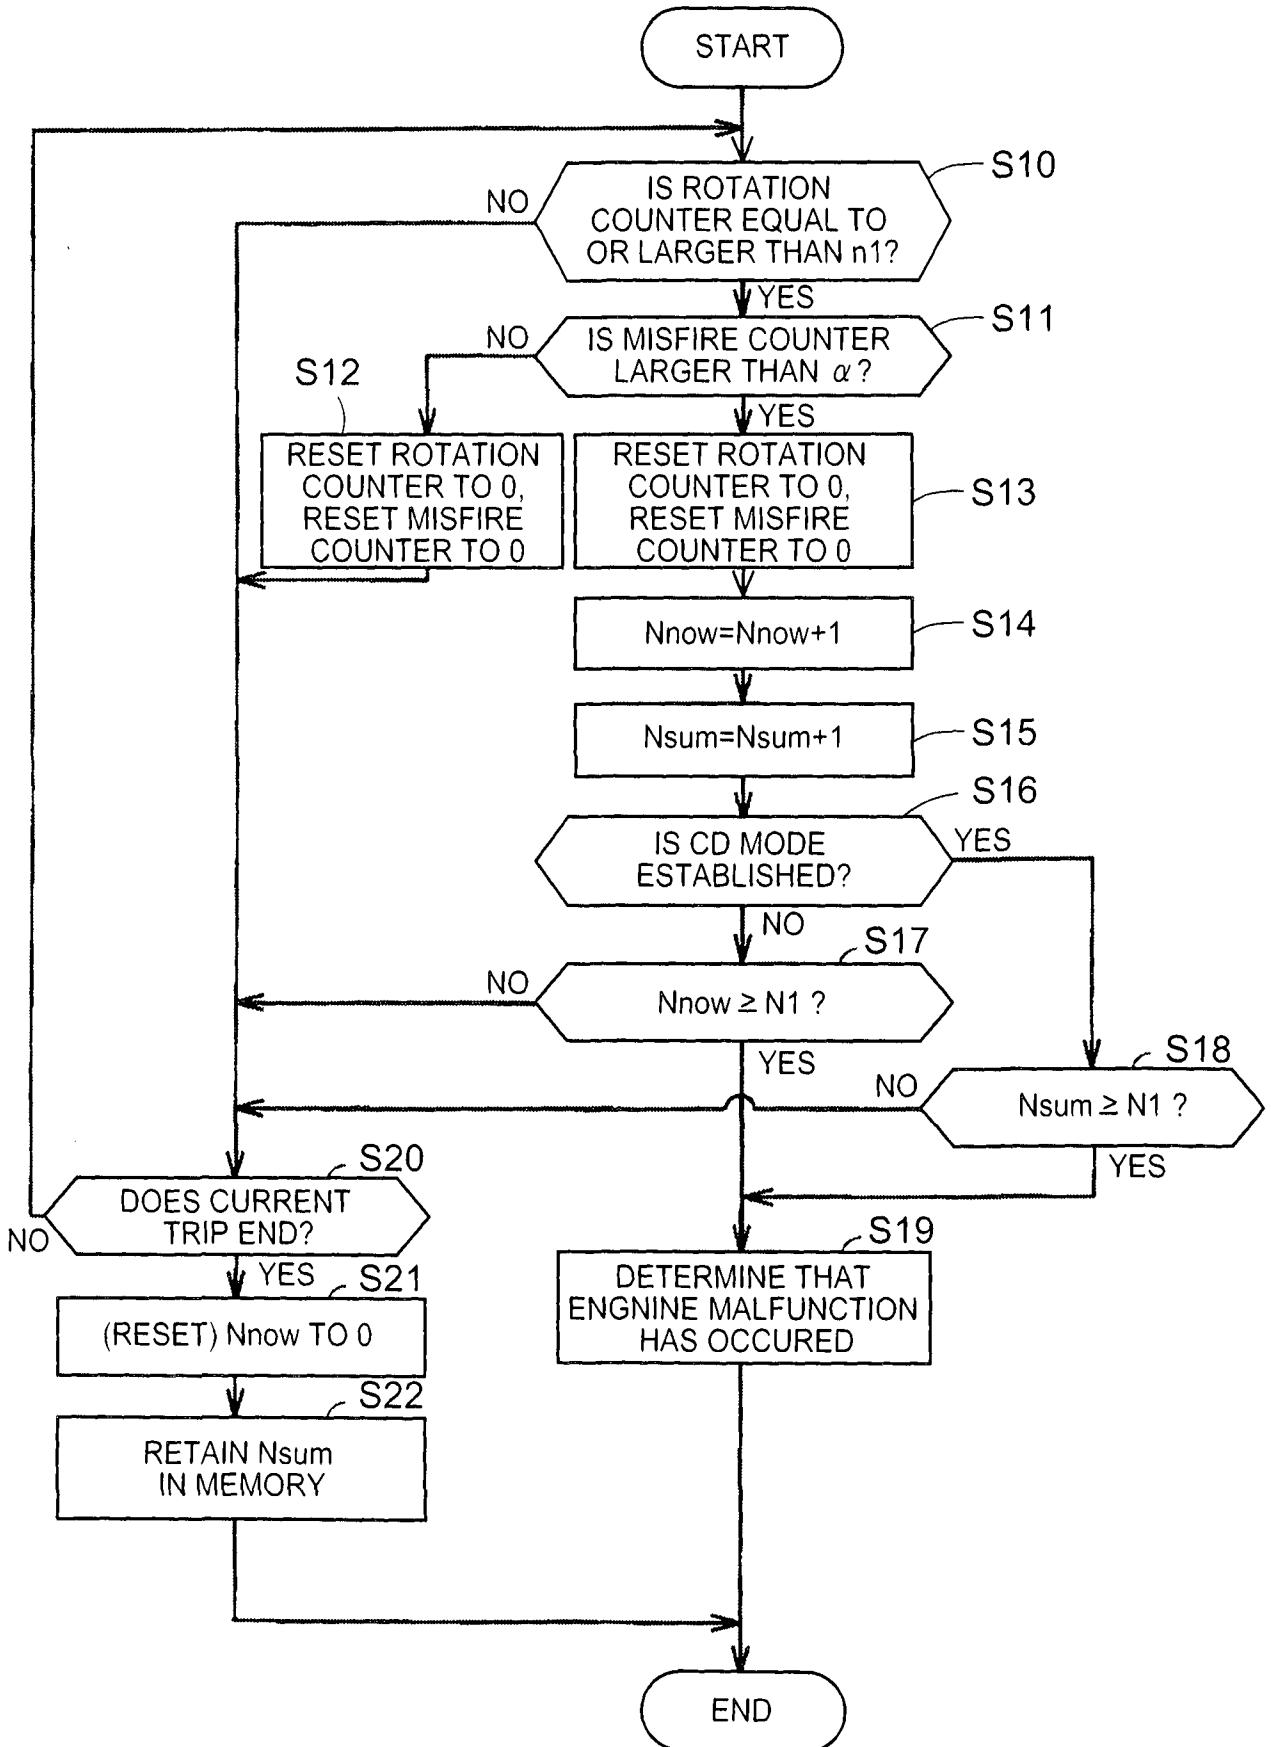 START
S10
IS ROTATION
COUNTER EQUAL TO
OR LARGER THAN n1?
NO
YES
S11
IS MISFIRE COUNTER
LARGER THAN α?
NO
YES
S12
RESET ROTATION
COUNTER TO 0,
RESET MISFIRE
COUNTER TO 0
RESET ROTATION
COUNTER TO 0,
RESET MISFIRE
COUNTER TO 0
S13
Nnow=Nnow+1
S14
Nsum=Nsum+1
S15
S16
IS CD MODE
ESTABLISHED?
YES
NO
S17
NO
Nnow ≥ N1 ?
YES
S18
NO
Nsum ≥ N1 ?
YES
S20
DOES CURRENT
TRIP END?
NO
YES
S19
DETERMINE THAT
ENGNINE MALFUNCTION
HAS OCCURED
S21
(RESET) Nnow TO 0
S22
RETAIN Nsum
IN MEMORY
END